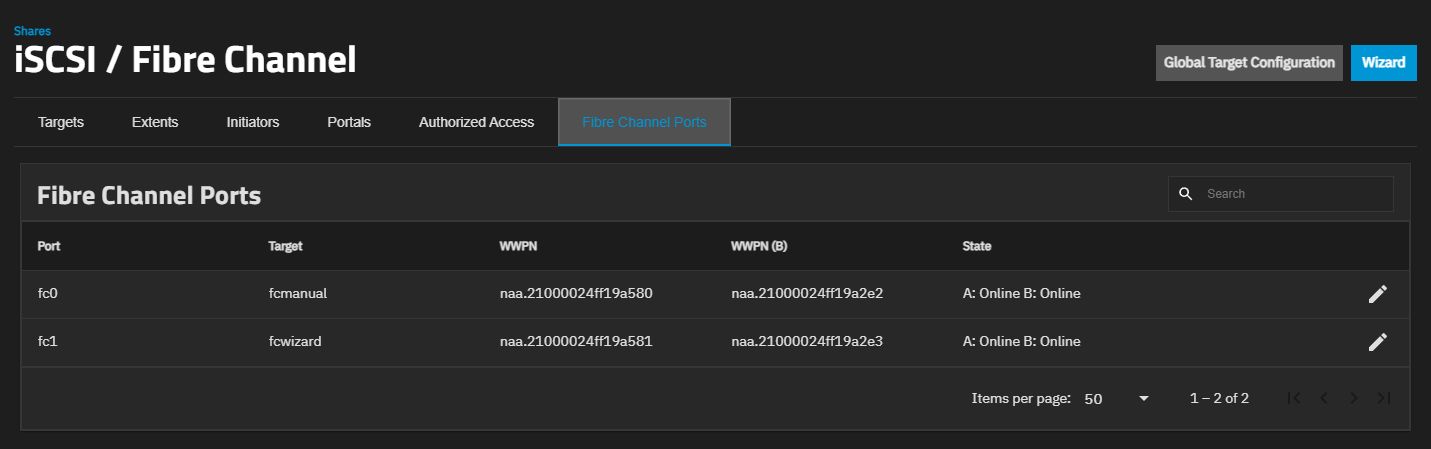 Shares
iSCSI / Fibre Channel
Global Target Configuration Wizard
Targets Extents Initiators Portals Authorized Access Fibre Channel Ports
Fibre Channel Ports Search
Port Target WWPN WWPN (B) State
fc0 fcmanual naa.21000024ff19a580 naa.21000024ff19a2e2 A: Online B: Online
fc1 fcwizard naa.21000024ff19a581 naa.21000024ff19a2e3 A: Online B: Online
Items per page: 50 1 – 2 of 2